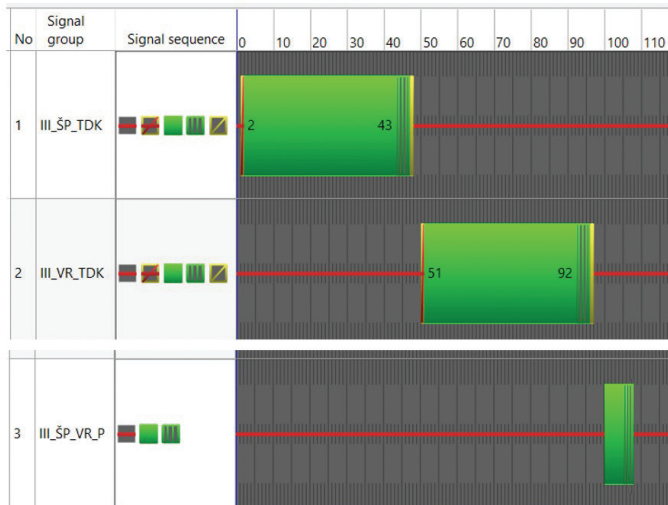 No Signal group Signal sequence 0 10 20 30 40 50 60 70 80 90 100 110
1 III_ŠP_TDK 2 43
2 III_VR_TDK 51 92
3 III_ŠP_VR_P